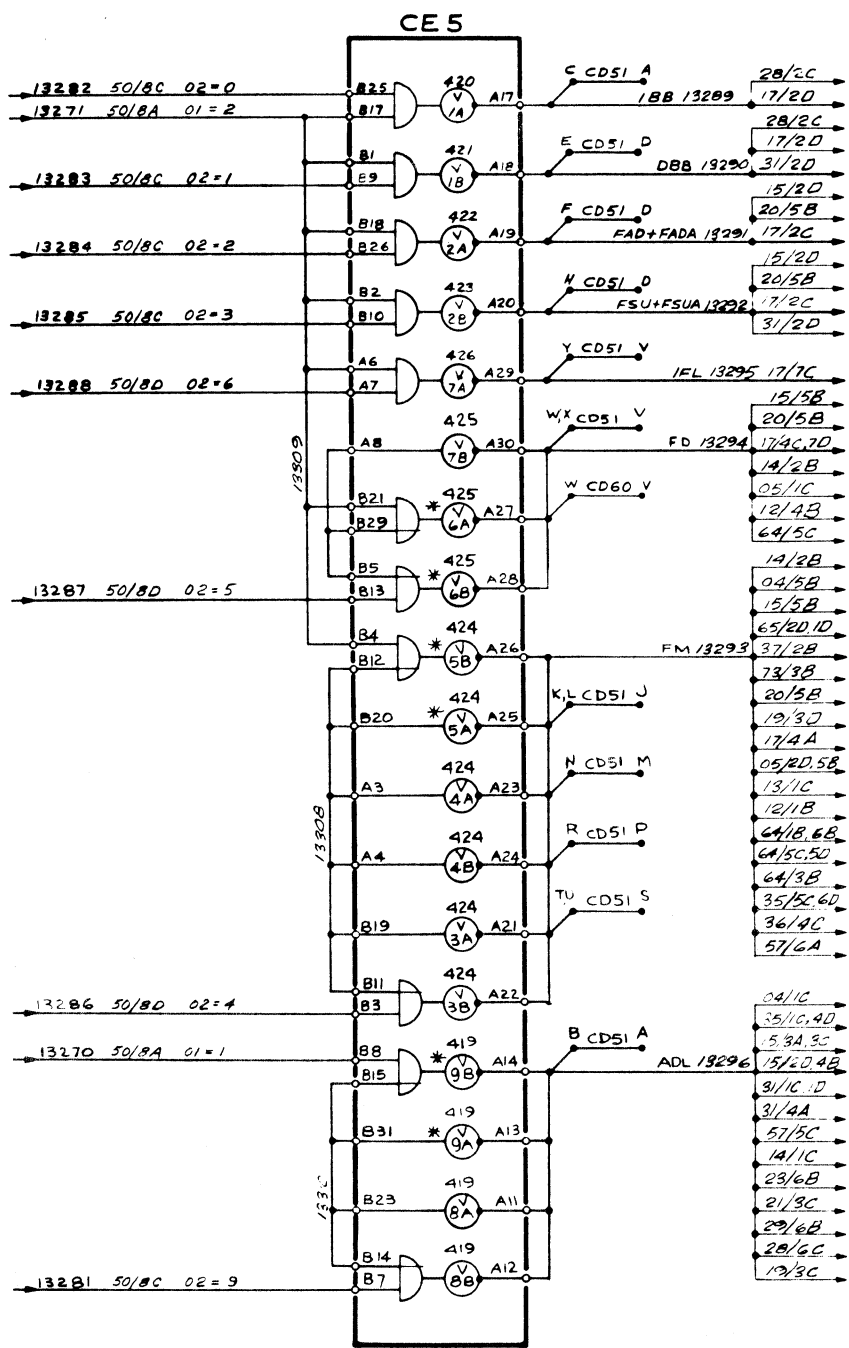 CE 5
13282 50/8C 02=0 B25 420 V 1A A17 C CD51 A 28/2C
13271 50/8A 01=2 B17 IBB 13289 17/2D
28/2C
B1 421 V 1B A18 E CD51 D 17/2D
13283 50/8C 02=1 E9 DBB 13290 31/2D
15/2D
B18 422 V 2A A19 F CD51 D 20/5B
13284 50/8C 02=2 B26 FAD+FADA 13291 17/2C
15/2D
B2 423 V 2B A20 H CD51 D 20/5B
13285 50/8C 02=3 B10 FSU+FSUA 13292 17/2C
31/2D
A6 426 V 7A A29 Y CD51 V
13288 50/8D 02=6 A7 IFL 13295 17/7C
15/5B
425 W,X CD51 V 20/5B
A8 V 7B A30 FD 13294 17/4C,7D
13309 14/2B
B21 * 425 V 6A A27 W CD60 V 05/1C
B29 12/4B
64/5C
B5 * 425 V 6B A28 14/2B
13287 50/8D 02=5 B13 04/5B
15/5B
B4 * 424 V 5B A26 65/2D,1D
B12 FM 13293 37/2B
73/3B
424 K,L CD51 J 20/5B
B20 * V 5A A25 19/3D
17/4A
424 N CD51 M 05/2D,5B
A3 V 4A A23 13/1C
12/1B
13308 424 R CD51 P 64/1B,6B
A4 V 4B A24 64/5C,5D
64/3B
424 T,U CD51 S 35/5C,6D
B19 V 3A A21 36/4C
57/6A
B11 424 V 3B A22
13286 50/8D 02=4 B3 04/1C
35/1C,4D
13270 50/8A 01=1 B8 * 419 V 9B A14 B CD51 A
B15 ADL 13296 15/2D,4B
31/1C,1D
419 31/4A
B31 * V 9A A13 57/5C
14/1C
419 23/6B
B23 V 8A A11 21/3C
29/6B
B14 419 V 8B A12 28/6C
13281 50/8C 02=9 B7 19/3C